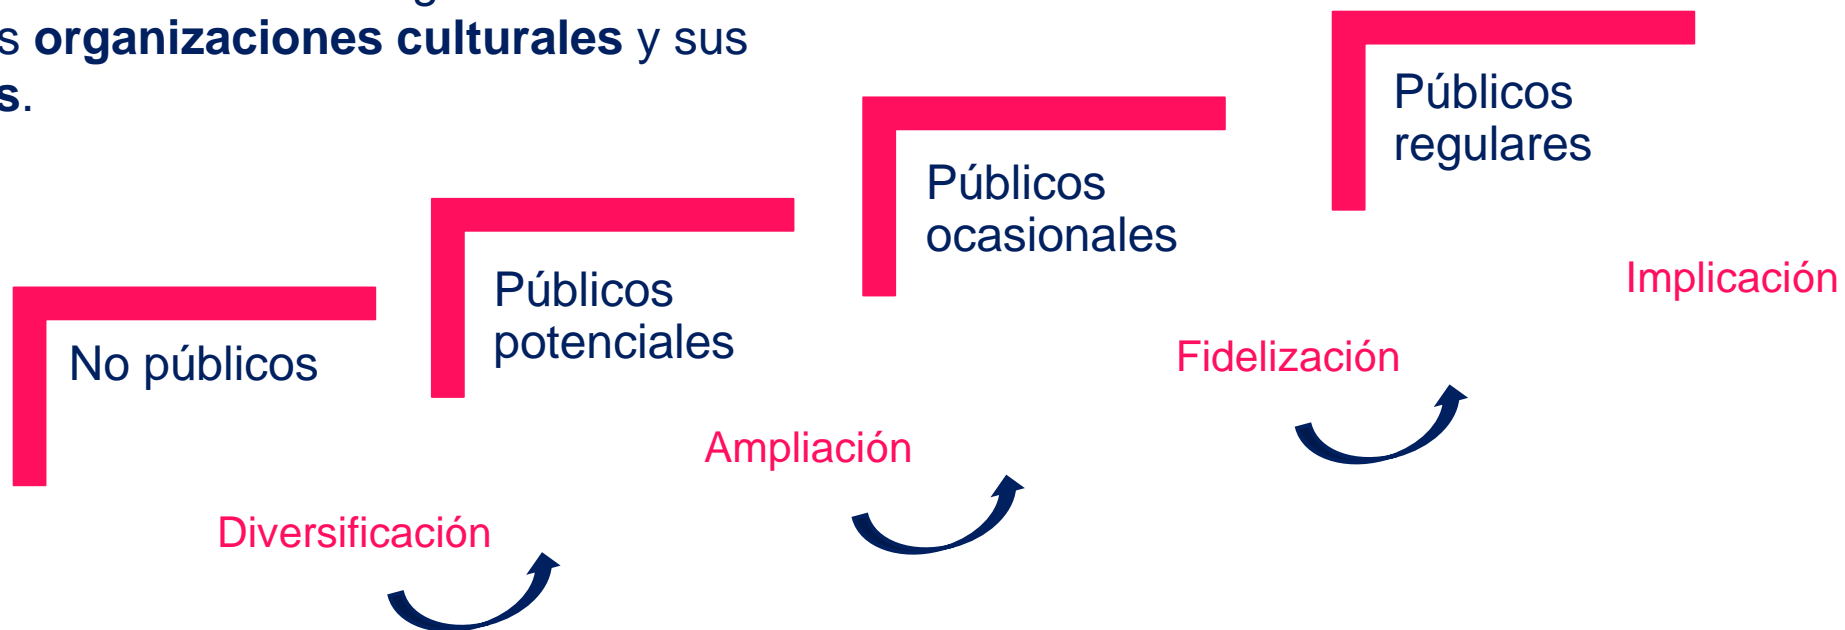 s organizaciones culturales y sus
s.
Públicos
regulares
Públicos
ocasionales
Públicos
potenciales
No públicos
Implicación
Fidelización
Ampliación
Diversificación